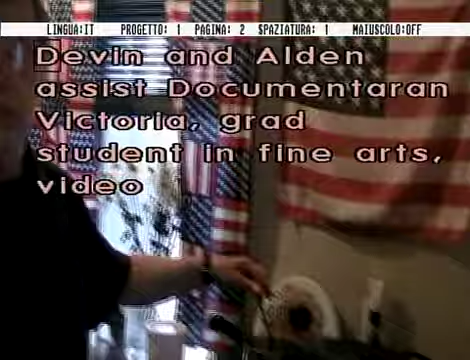 LINGUA:IT PROGETTO: 1 PAGINA: 2 SPAZIATURA: 1 MAIUSCOLO:OFF
Devin and Alden
assist Documentaran
Victoria, grad
student in fine arts,
video